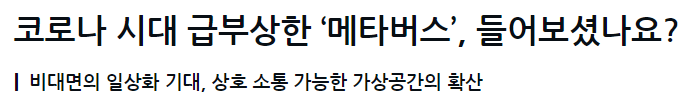 코로나 시대 급부상한 ‘메타버스’, 들어보셨나요?
| 비대면의 일상화 기대, 상호 소통 가능한 가상공간의 확산